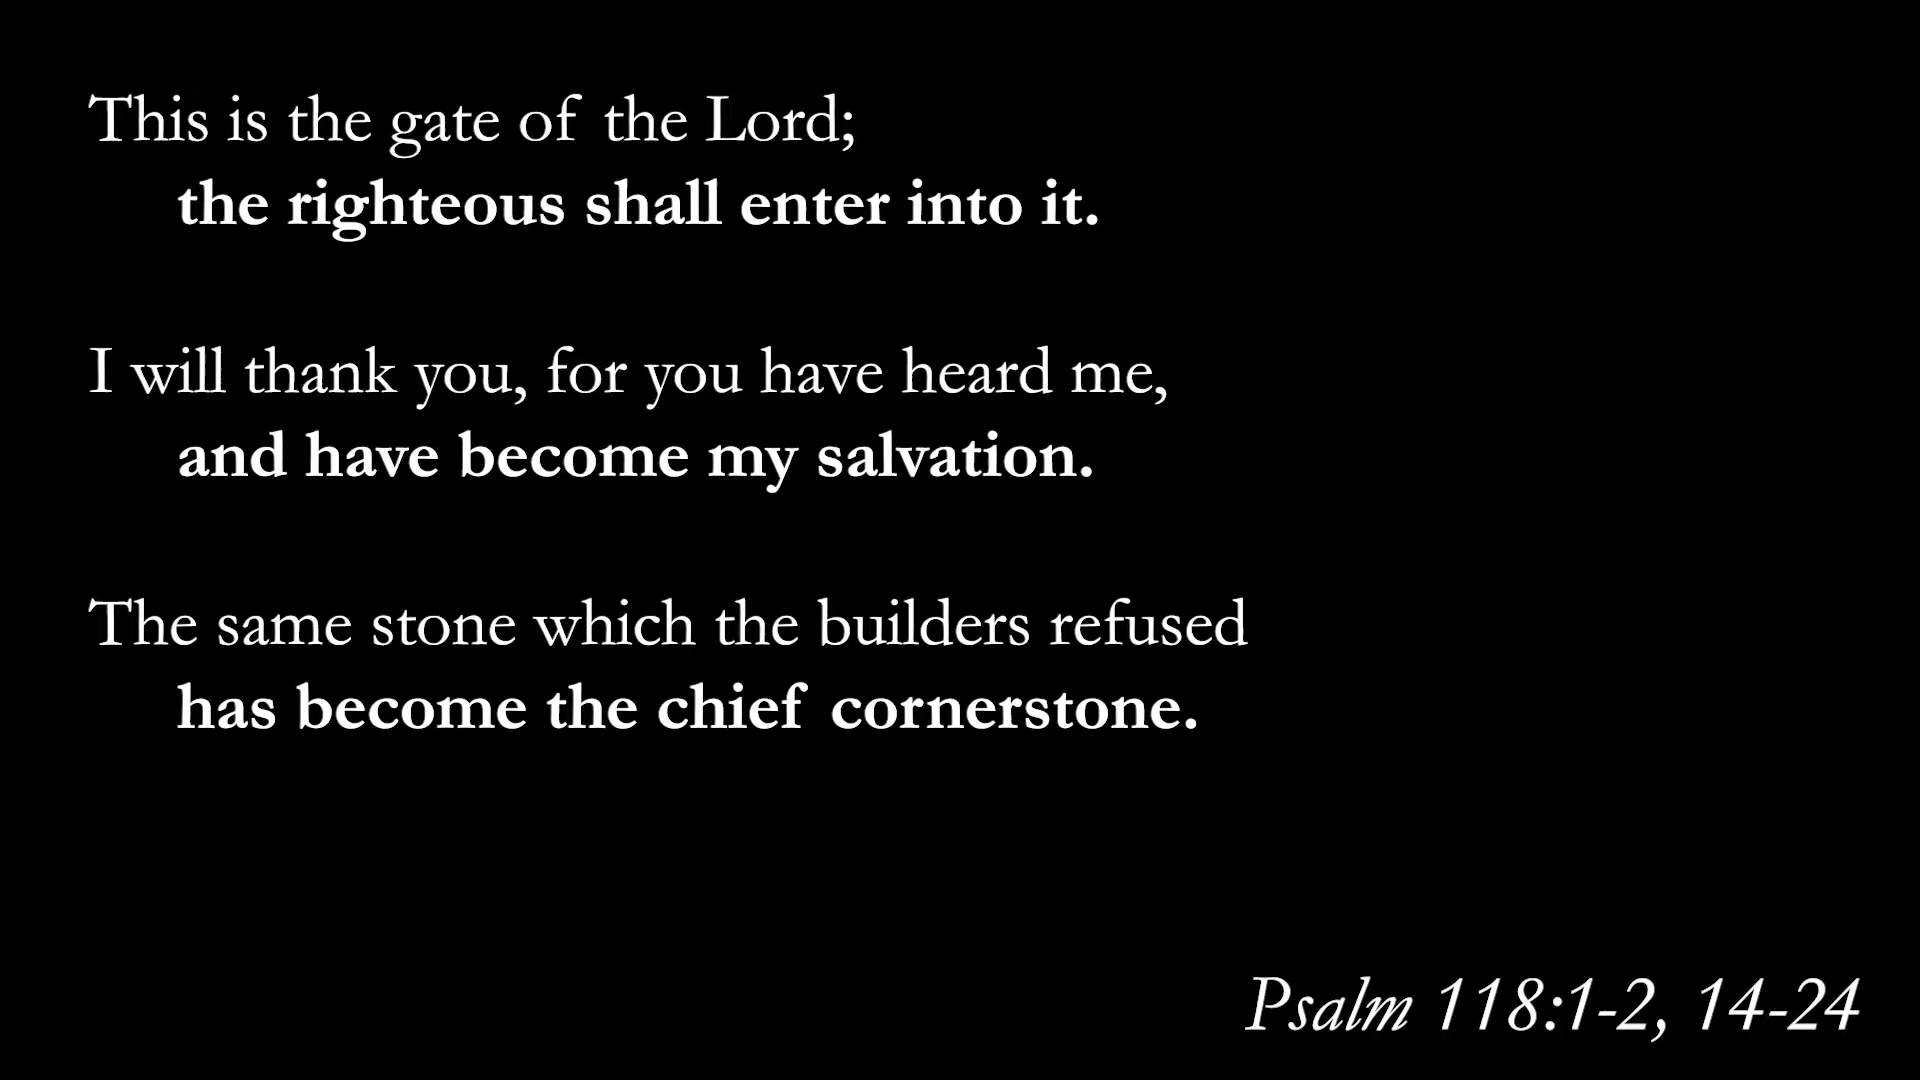 This is the gate of the Lord;
the righteous shall enter into it.
I will thank you, for you have heard me,
and have become my salvation.
The same stone which the builders refused
has become the chief cornerstone.
Psalm 118:1-2, 14-24